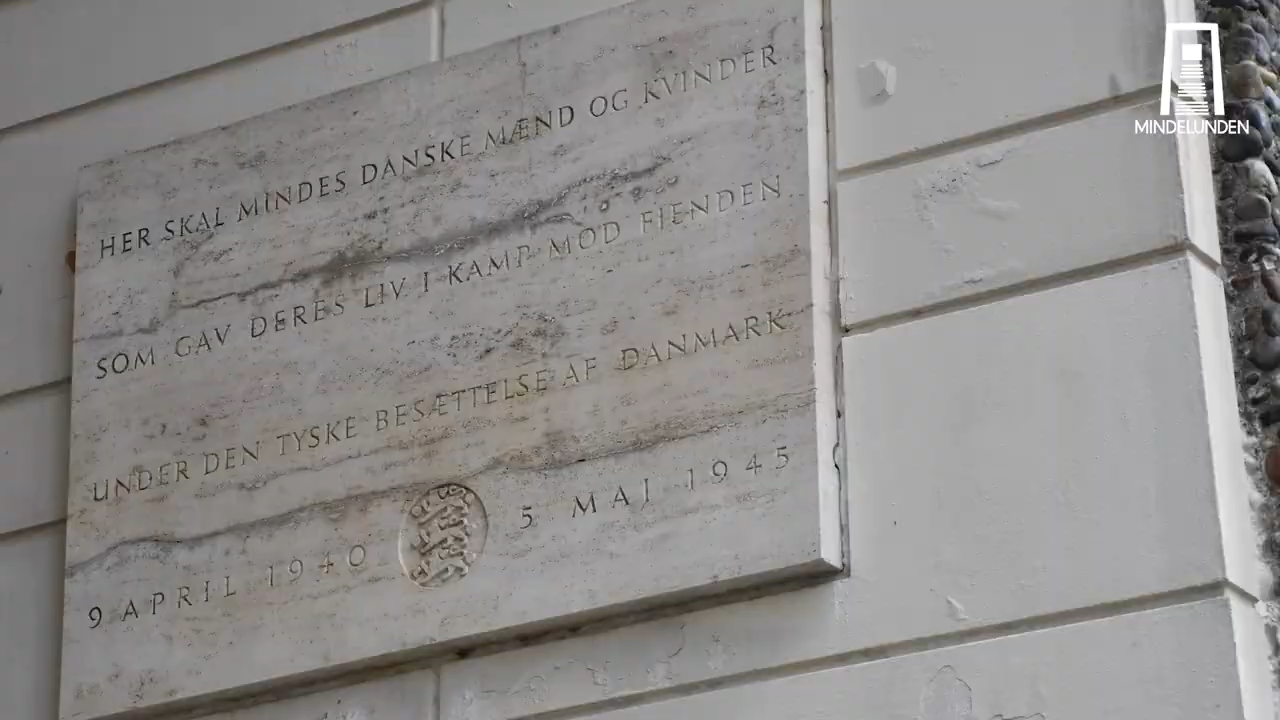 HER SKAL MINDES DANSKE MÆND OG KVINDER
SOM GAV DERES LIV I KAMP MOD FJENDEN
UNDER DEN TYSKE BESÆTTELSE AF DANMARK
9 APRIL 1940 5 MAJ 1945
MINDELUNDEN